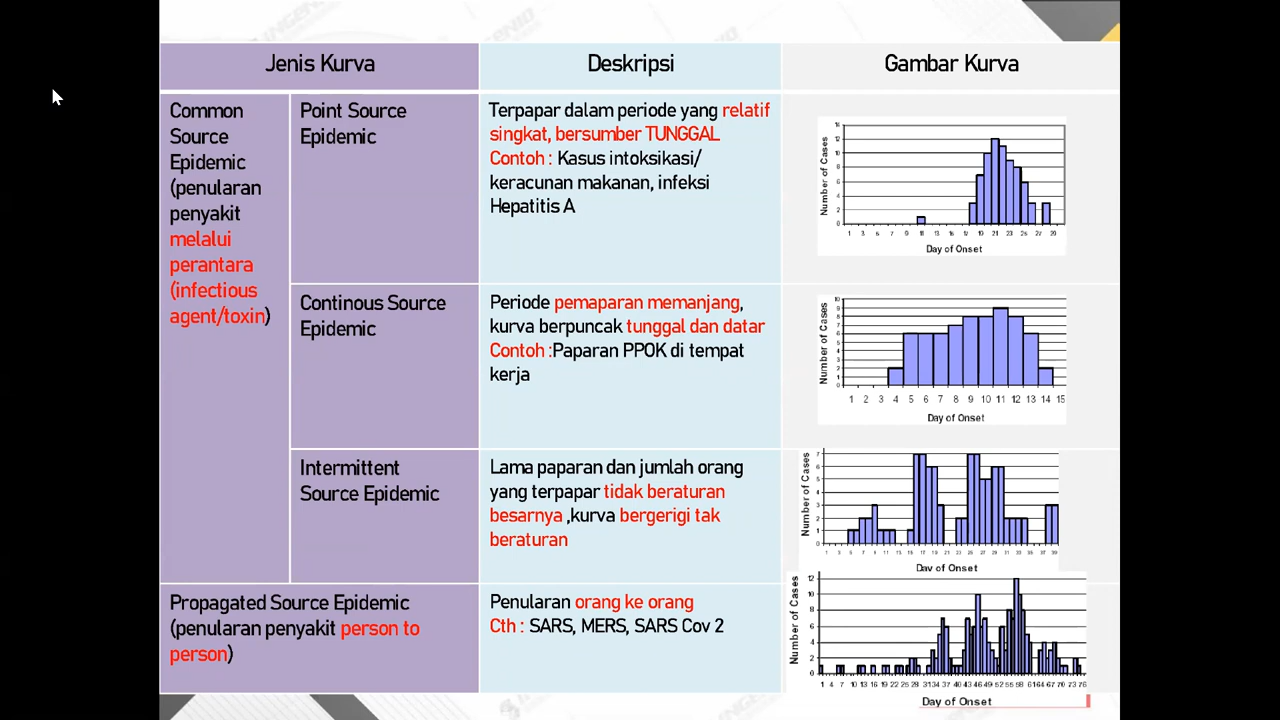 Jenis Kurva
Deskripsi
Gambar Kurva
Common
Source
Epidemic
(penularan
penyakit
melalui
perantara
(infectious
agent/toxin)
Point Source
Epidemic
Terpapar dalam periode yang relatif
singkat, bersumber TUNGGAL
Contoh : Kasus intoksikasi/
keracunan makanan, infeksi
Hepatitis A
Number of Cases
Day of Onset
Continous Source
Epidemic
Periode pemaparan memanjang,
kurva berpuncak tunggal dan datar
Contoh :Paparan PPOK di tempat
kerja
Number of Cases
1 2 3 4 5 6 7 8 9 10 11 12 13 14 15
Day of Onset
Intermittent
Source Epidemic
Lama paparan dan jumlah orang
yang terpapar tidak beraturan
besarnya ,kurva bergerigi tak
beraturan
Number of Cases
Day of Onset
Propagated Source Epidemic
(penularan penyakit person to
person)
Penularan orang ke orang
Cth : SARS, MERS, SARS Cov 2
Number of Cases
Day of Onset